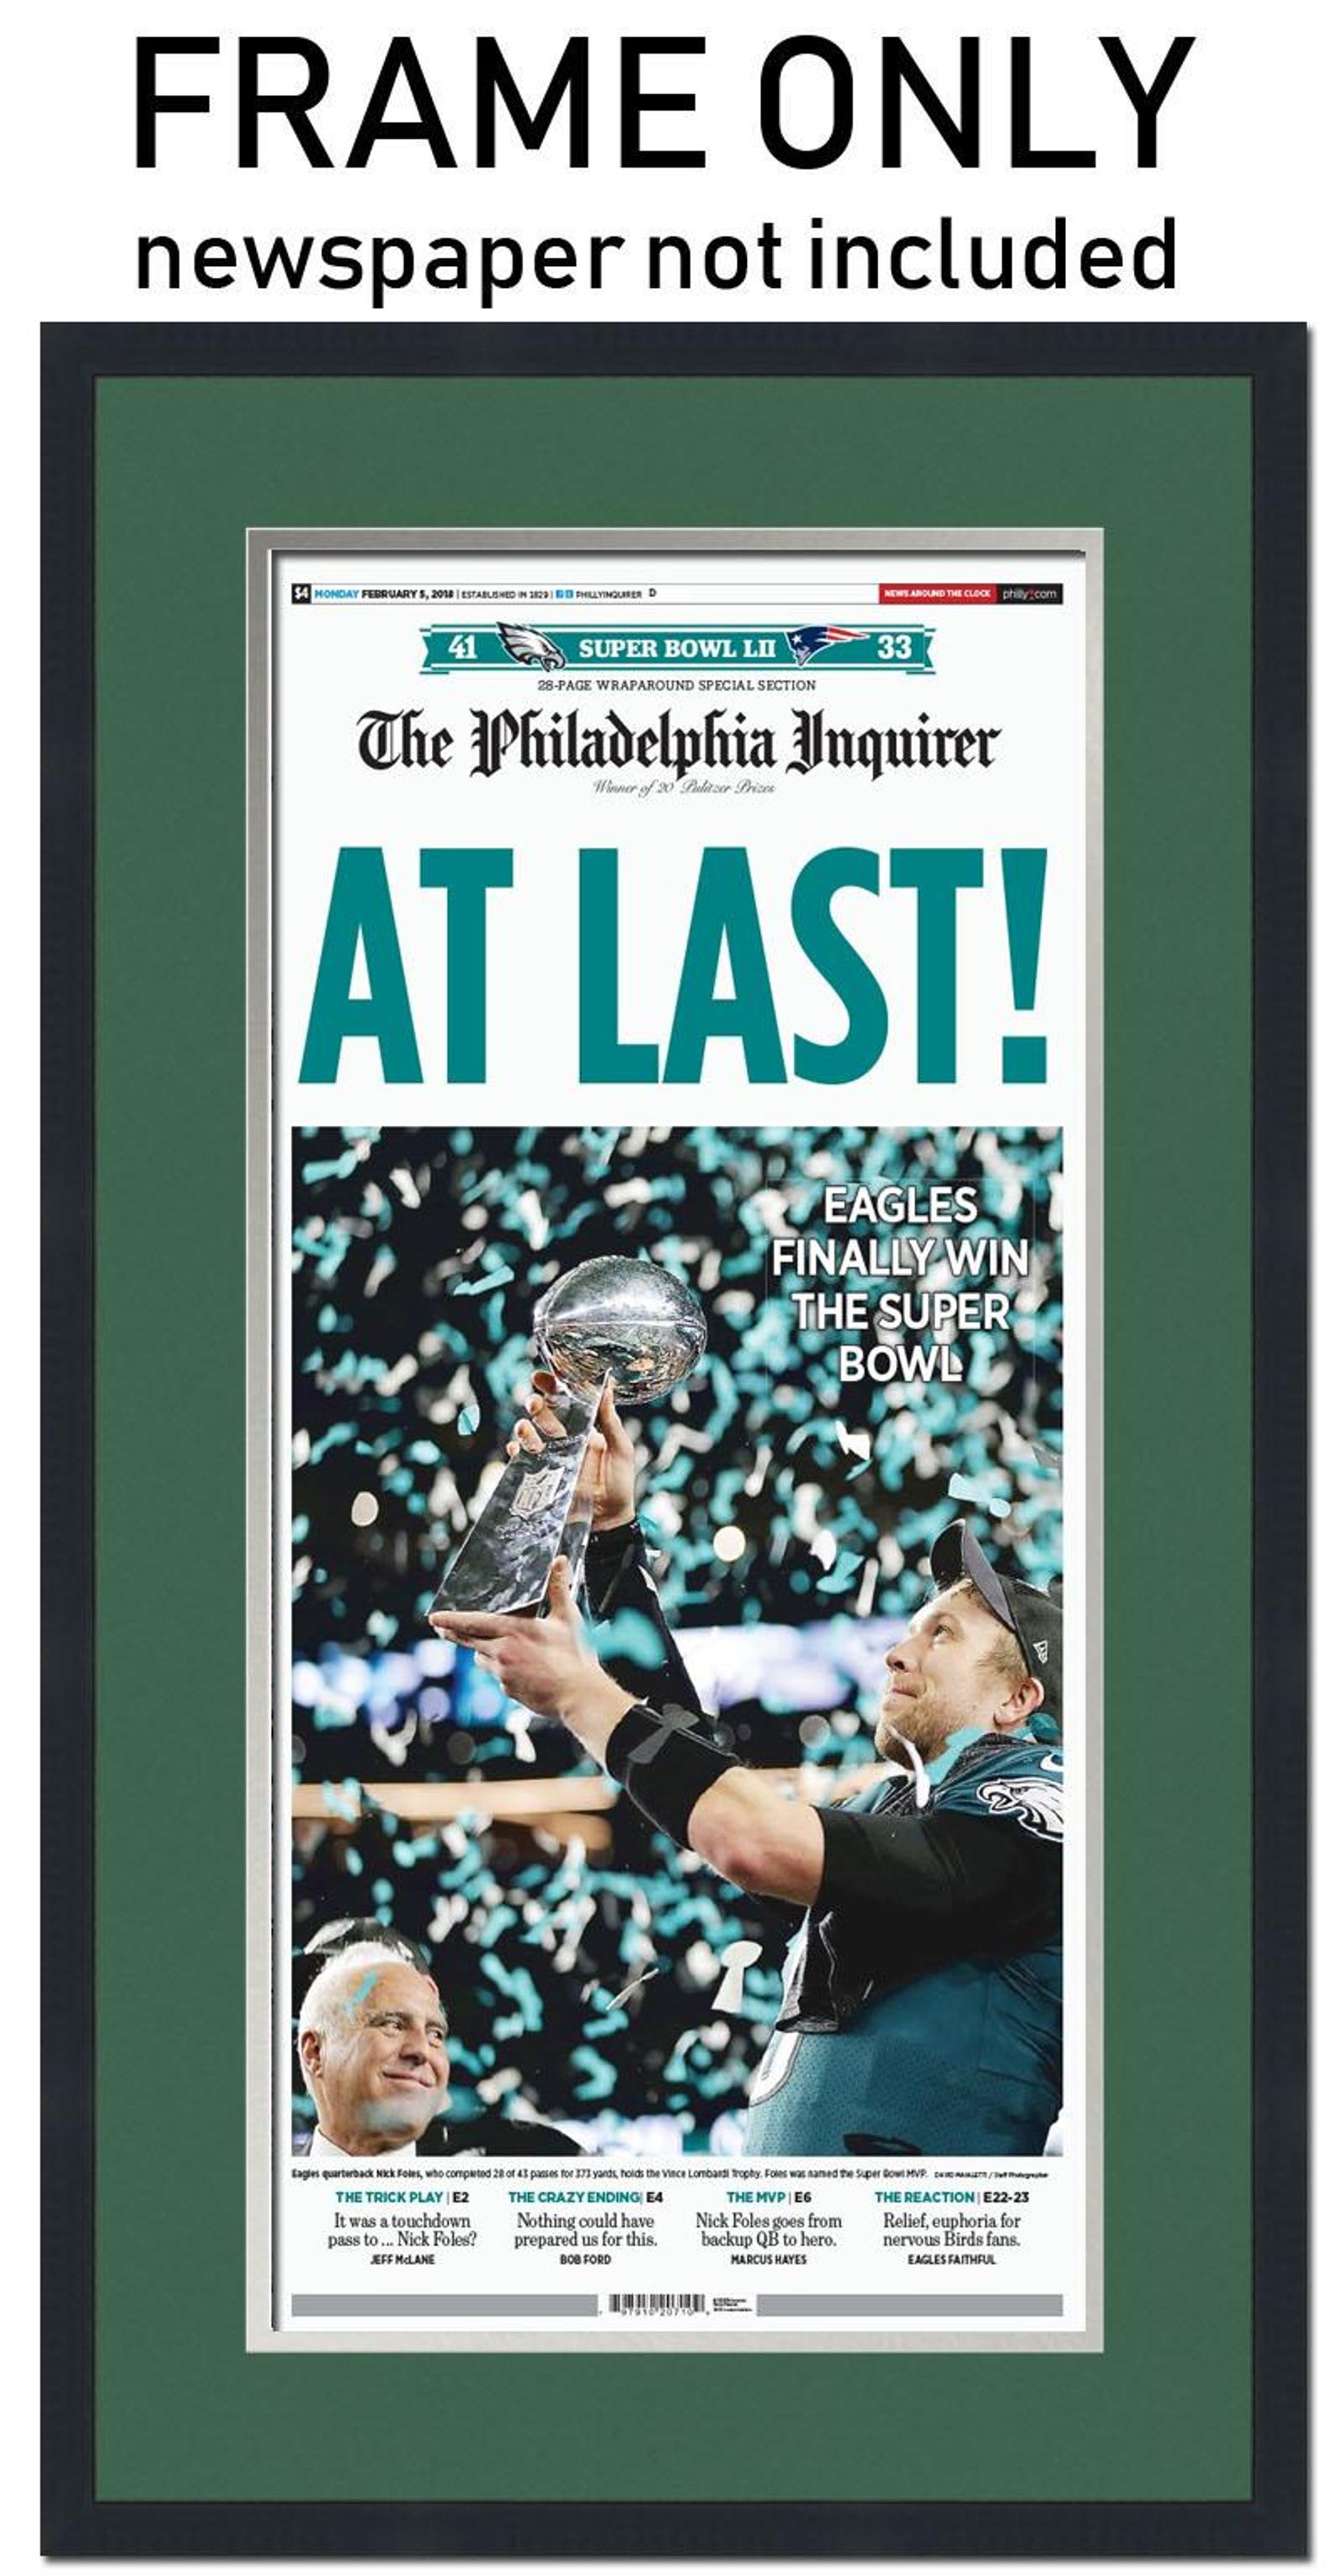 FRAME ONLY
newspaper not included
$4 MONDAY FEBRUARY 5, 2018 | ESTABLISHED IN 1829 | PHILLYINQUIRER D NEWS AROUND THE CLOCK philly.com
41 SUPER BOWL LII 33
28-PAGE WRAPAROUND SPECIAL SECTION
The Philadelphia Inquirer
Winner of 20 Pulitzer Prizes
AT LAST!
EAGLES
FINALLY WIN
THE SUPER
BOWL
Eagles quarterback Nick Foles, who completed 28 of 43 passes for 373 yards, holds the Vince Lombardi Trophy. Foles was named the Super Bowl MVP. / Staff Photographer
THE TRICK PLAY | E2 THE CRAZY ENDING | E4 THE MVP | E6 THE REACTION | E22-23
It was a touchdown Nothing could have Nick Foles goes from Relief, euphoria for
pass to ... Nick Foles? prepared us for this. backup QB to hero. nervous Birds fans.
JEFF McLANE BOB FORD MARCUS HAYES EAGLES FAITHFUL